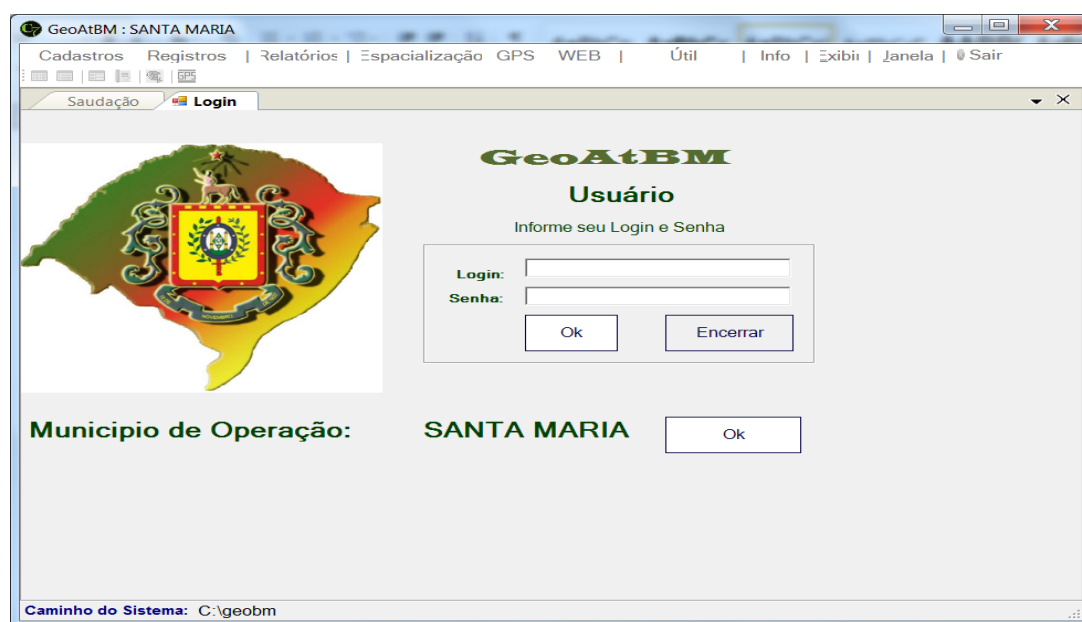 GeoAtBM : SANTA MARIA
Cadastros Registros | Relatórios | Espacialização GPS WEB | Útil | Info | Exibir | Janela | Sair
GPS
Saudação Login
GeoAtBM
Usuário
Informe seu Login e Senha
Login:
Senha:
Ok Encerrar
Municipio de Operação: SANTA MARIA Ok
Caminho do Sistema: C:\geobm